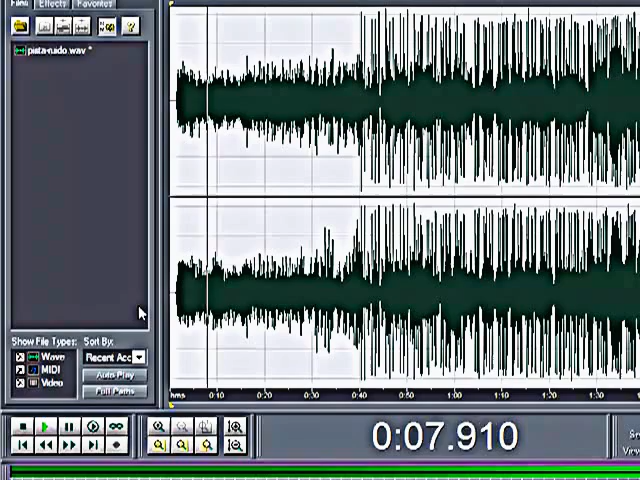 Files Effects Favorites
pista-ruido.wav *
Show File Types: Sort By:
Wave Recent Acc
MIDI Auto Play
Video Full Paths
hms 0:10 0:20 0:30 0:40 0:50 1:00 1:10 1:20 1:30
0:07.910